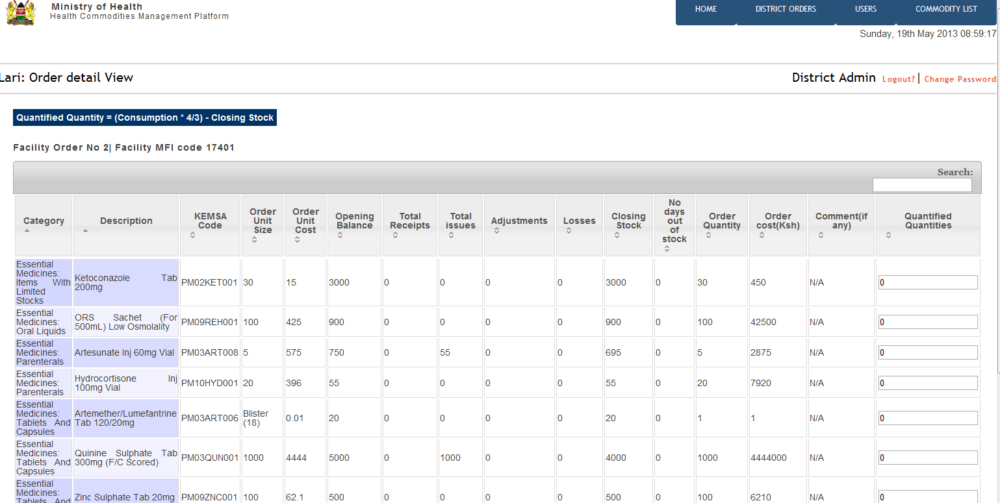 Ministry of Health
Health Commodities Management Platform
HOME DISTRICT ORDERS USERS COMMODITY LIST
Sunday, 19th May 2013 08:59:17
Lari: Order detail View
District Admin Logout? | Change Password
Quantified Quantity = (Consumption * 4/3) - Closing Stock
Facility Order No 2| Facility MFI code 17401
Search:
Category Description KEMSA Code Order Unit Size Order Unit Cost Opening Balance Total Receipts Total issues Adjustments Losses Closing Stock No days out of stock Order Quantity Order cost(Ksh) Comment(if any) Quantified Quantities
Essential Medicines: Items With Limited Stocks Ketoconazole Tab 200mg PM02KET001 30 15 3000 0 0 0 0 3000 0 30 450 N/A 0
Essential Medicines: Oral Liquids ORS Sachet (For 500mL) Low Osmolality PM09REH001 100 425 900 0 0 0 0 900 0 100 42500 N/A 0
Essential Medicines: Parenterals Artesunate Inj 60mg Vial PM03ART008 5 575 750 0 55 0 0 695 0 5 2875 N/A 0
Essential Medicines: Parenterals Hydrocortisone Inj 100mg Vial PM10HYD001 20 396 55 0 0 0 0 55 0 20 7920 N/A 0
Essential Medicines: Tablets And Capsules Artemether/Lumefantrine Tab 120/20mg PM03ART006 Blister (18) 0.01 20 0 0 0 0 20 0 1 1 N/A 0
Essential Medicines: Tablets And Capsules Quinine Sulphate Tab 300mg (F/C Scored) PM03QUN001 1000 4444 5000 0 1000 0 0 4000 0 1000 4444000 N/A 0
Essential Medicines: Tablets And Zinc Sulphate Tab 20mg PM09ZNC001 100 62.1 500 0 0 0 0 500 0 100 6210 N/A 0